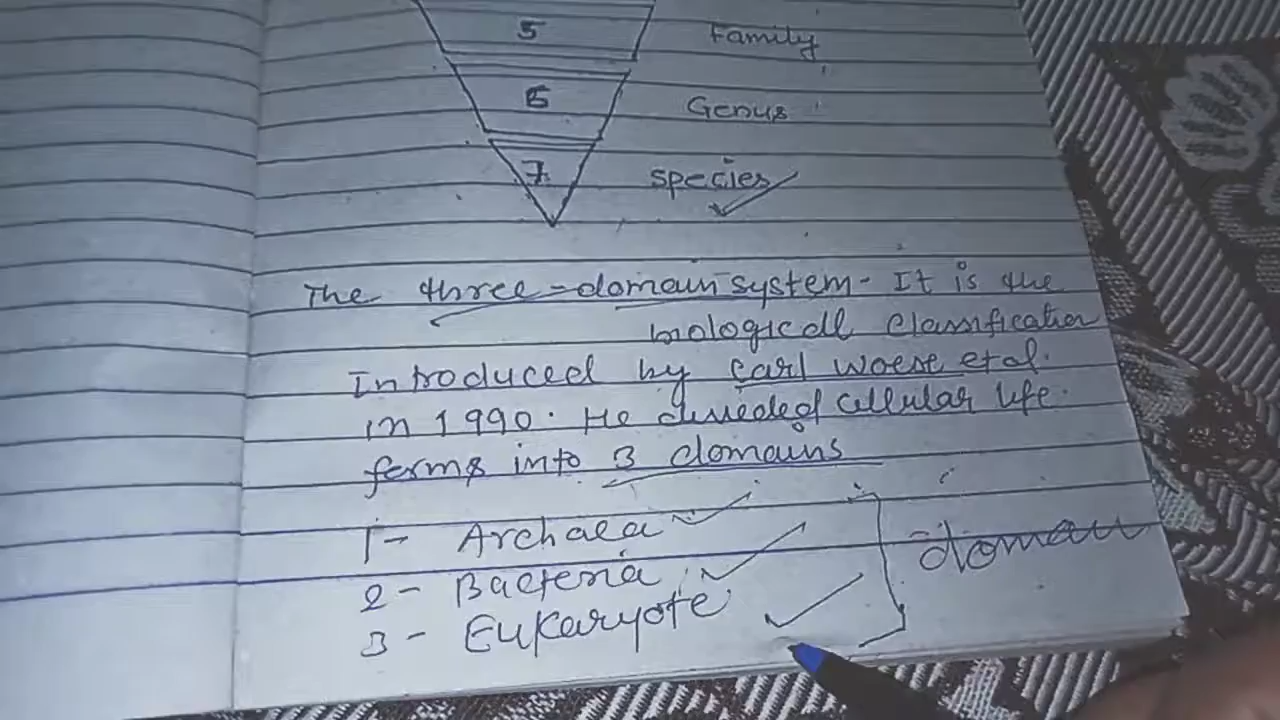 5 Family
6 Genus
7 species
The three-domain system- It is the
biological classification
Introduced by Carl Woese et al.
in 1990. He divided cellular life
forms into 3 domains
1- Archaea
2- Bacteria
3- Eukaryote
domain